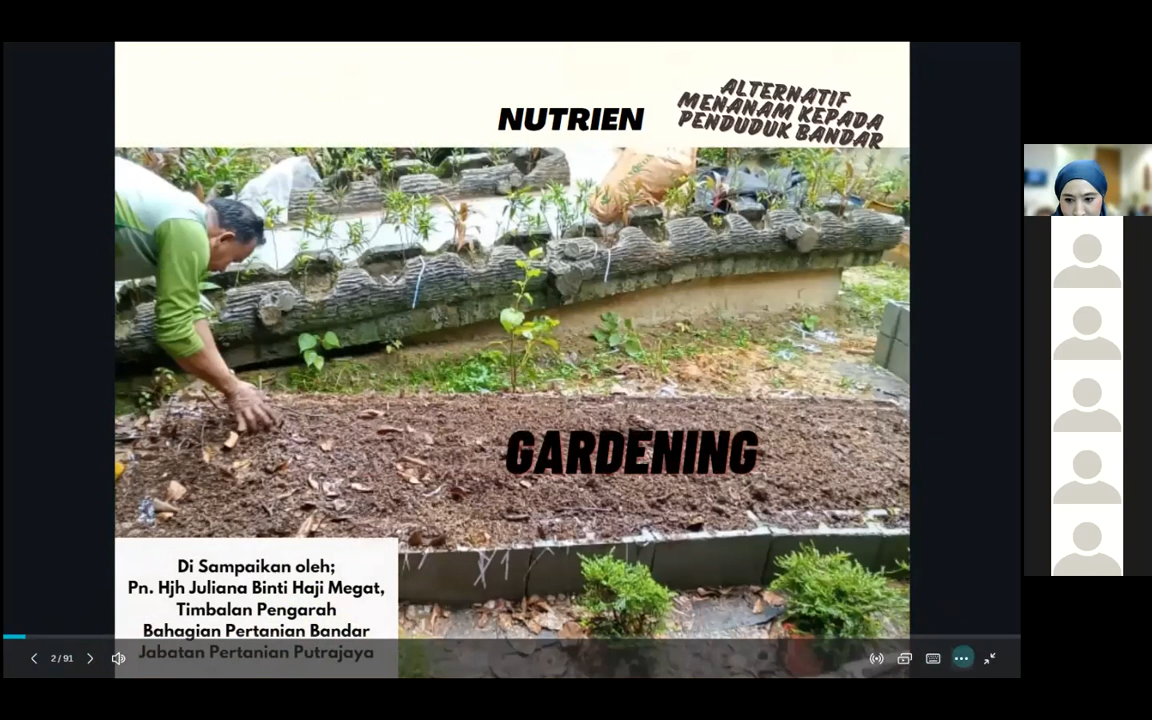 NUTRIEN
ALTERNATIF
MENANAM KEPADA
PENDUDUK BANDAR
GARDENING
Di Sampaikan oleh;
Pn. Hjh Juliana Binti Haji Megat,
Timbalan Pengarah
Bahagian Pertanian Bandar
Jabatan Pertanian Putrajaya
2 / 91